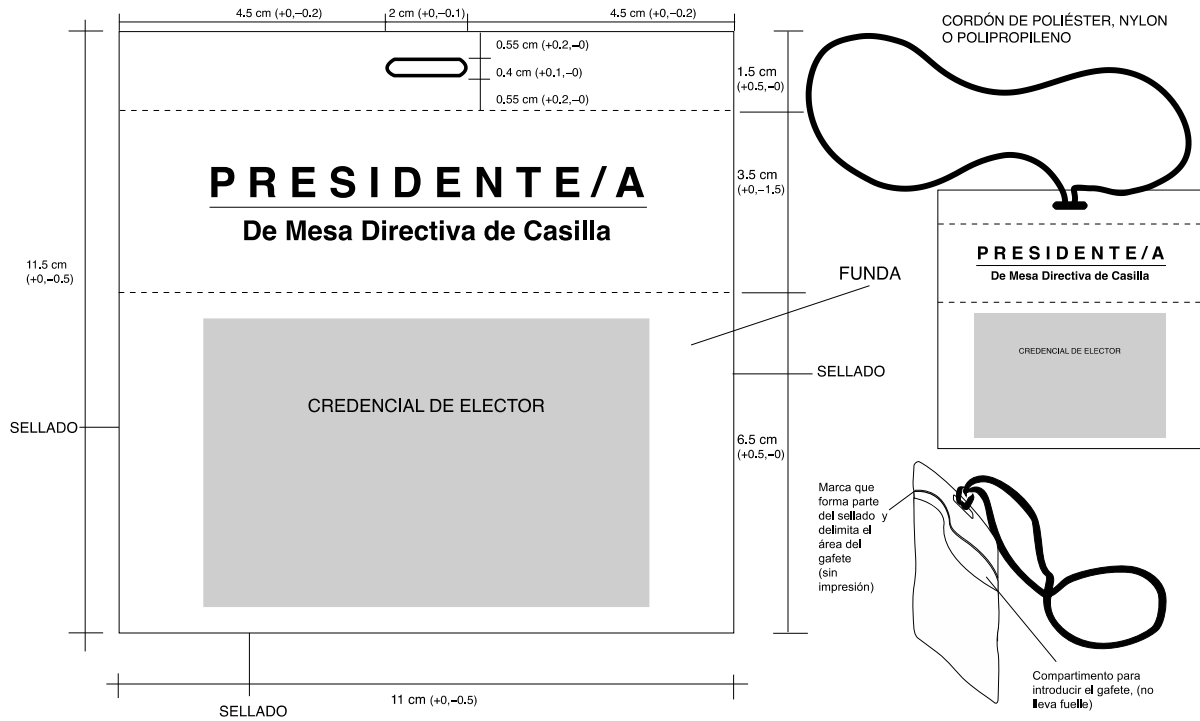 4.5 cm (+0,–0.2)
2 cm (+0,–0.1)
4.5 cm (+0,–0.2)
0.55 cm (+0.2,–0)
0.4 cm (+0.1,–0)
0.55 cm (+0.2,–0)
1.5 cm
(+0.5,–0)
PRESIDENTE/A
De Mesa Directiva de Casilla
3.5 cm
(+0,–1.5)
11.5 cm
(+0,–0.5)
FUNDA
CREDENCIAL DE ELECTOR
SELLADO
SELLADO
6.5 cm
(+0.5,–0)
11 cm (+0,–0.5)
SELLADO
CORDÓN DE POLIÉSTER, NYLON
O POLIPROPILENO
PRESIDENTE/A
De Mesa Directiva de Casilla
CREDENCIAL DE ELECTOR
Marca que
forma parte
del sellado y
delimita el
área del
gafete
(sin
impresión)
Compartimento para
introducir el gafete, (no
lleva fuelle)